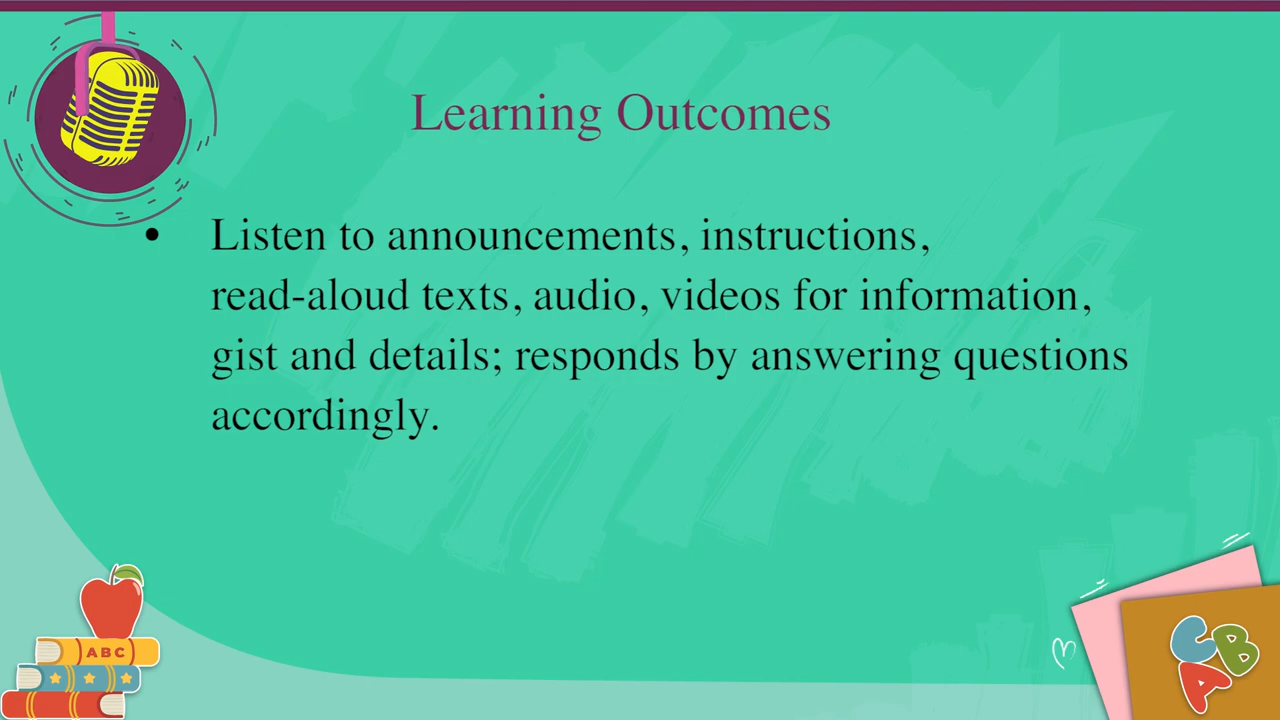 Learning Outcomes
• Listen to announcements, instructions,
read-aloud texts, audio, videos for information,
gist and details; responds by answering questions
accordingly.
ABC
C B
A